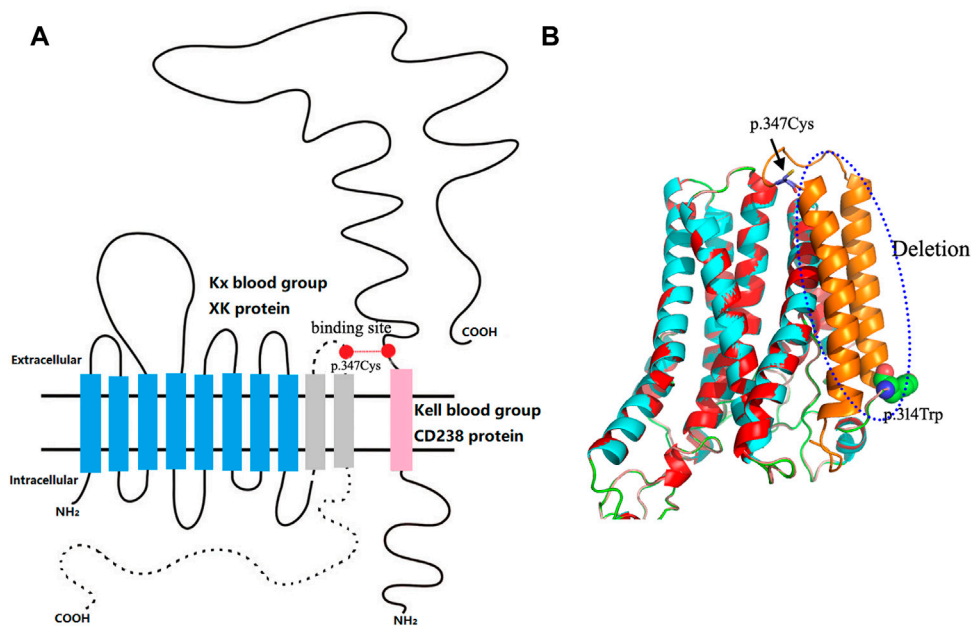 A
B
p.347Cys
Deletion
Kx blood group
XK protein
binding site
COOH
Extracellular
p.347Cys
Kell blood group
CD238 protein
p.314Trp
Intracellular
NH₂
COOH
NH₂